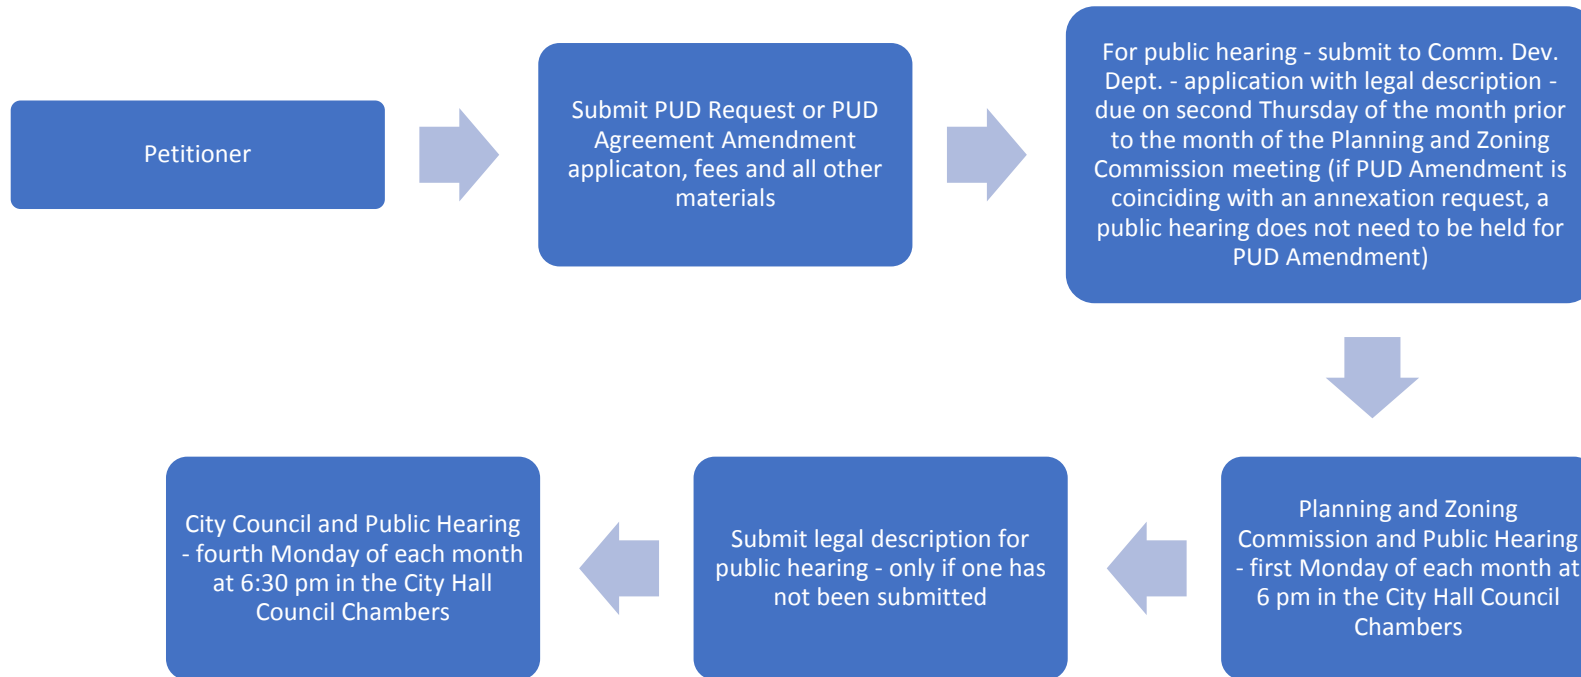 Petitioner
Submit PUD Request or PUD
Agreement Amendment
applicaton, fees and all other
materials
For public hearing - submit to Comm. Dev.
Dept. - application with legal description -
due on second Thursday of the month prior
to the month of the Planning and Zoning
Commission meeting (if PUD Amendment is
coinciding with an annexation request, a
public hearing does not need to be held for
PUD Amendment)
Planning and Zoning
Commission and Public Hearing
- first Monday of each month at
6 pm in the City Hall Council
Chambers
Submit legal description for
public hearing - only if one has
not been submitted
City Council and Public Hearing
- fourth Monday of each month
at 6:30 pm in the City Hall
Council Chambers